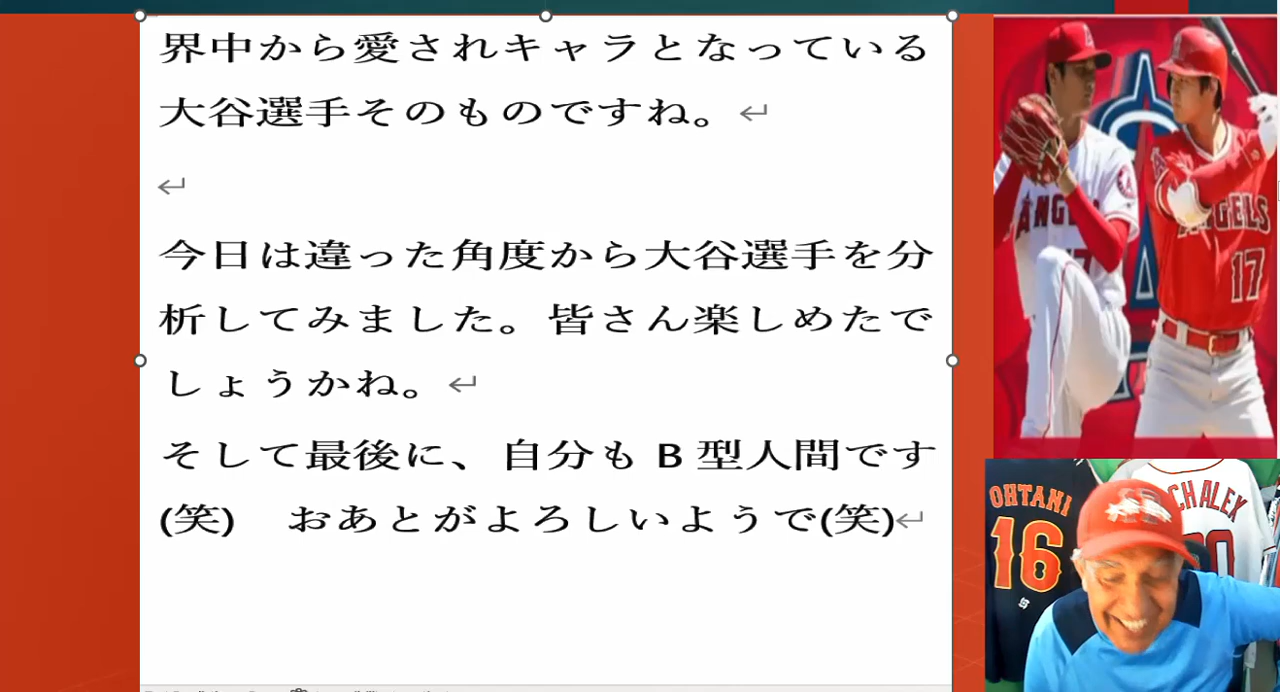 界中から愛されキャラとなっている
大谷選手そのものですね。
今日は違った角度から大谷選手を分
析してみました。皆さん楽しめたで
しょうかね。
そして最後に、自分も B 型人間です
(笑)　おあとがよろしいようで(笑)
ANGELS
17
OHTANI
16
CHALEX